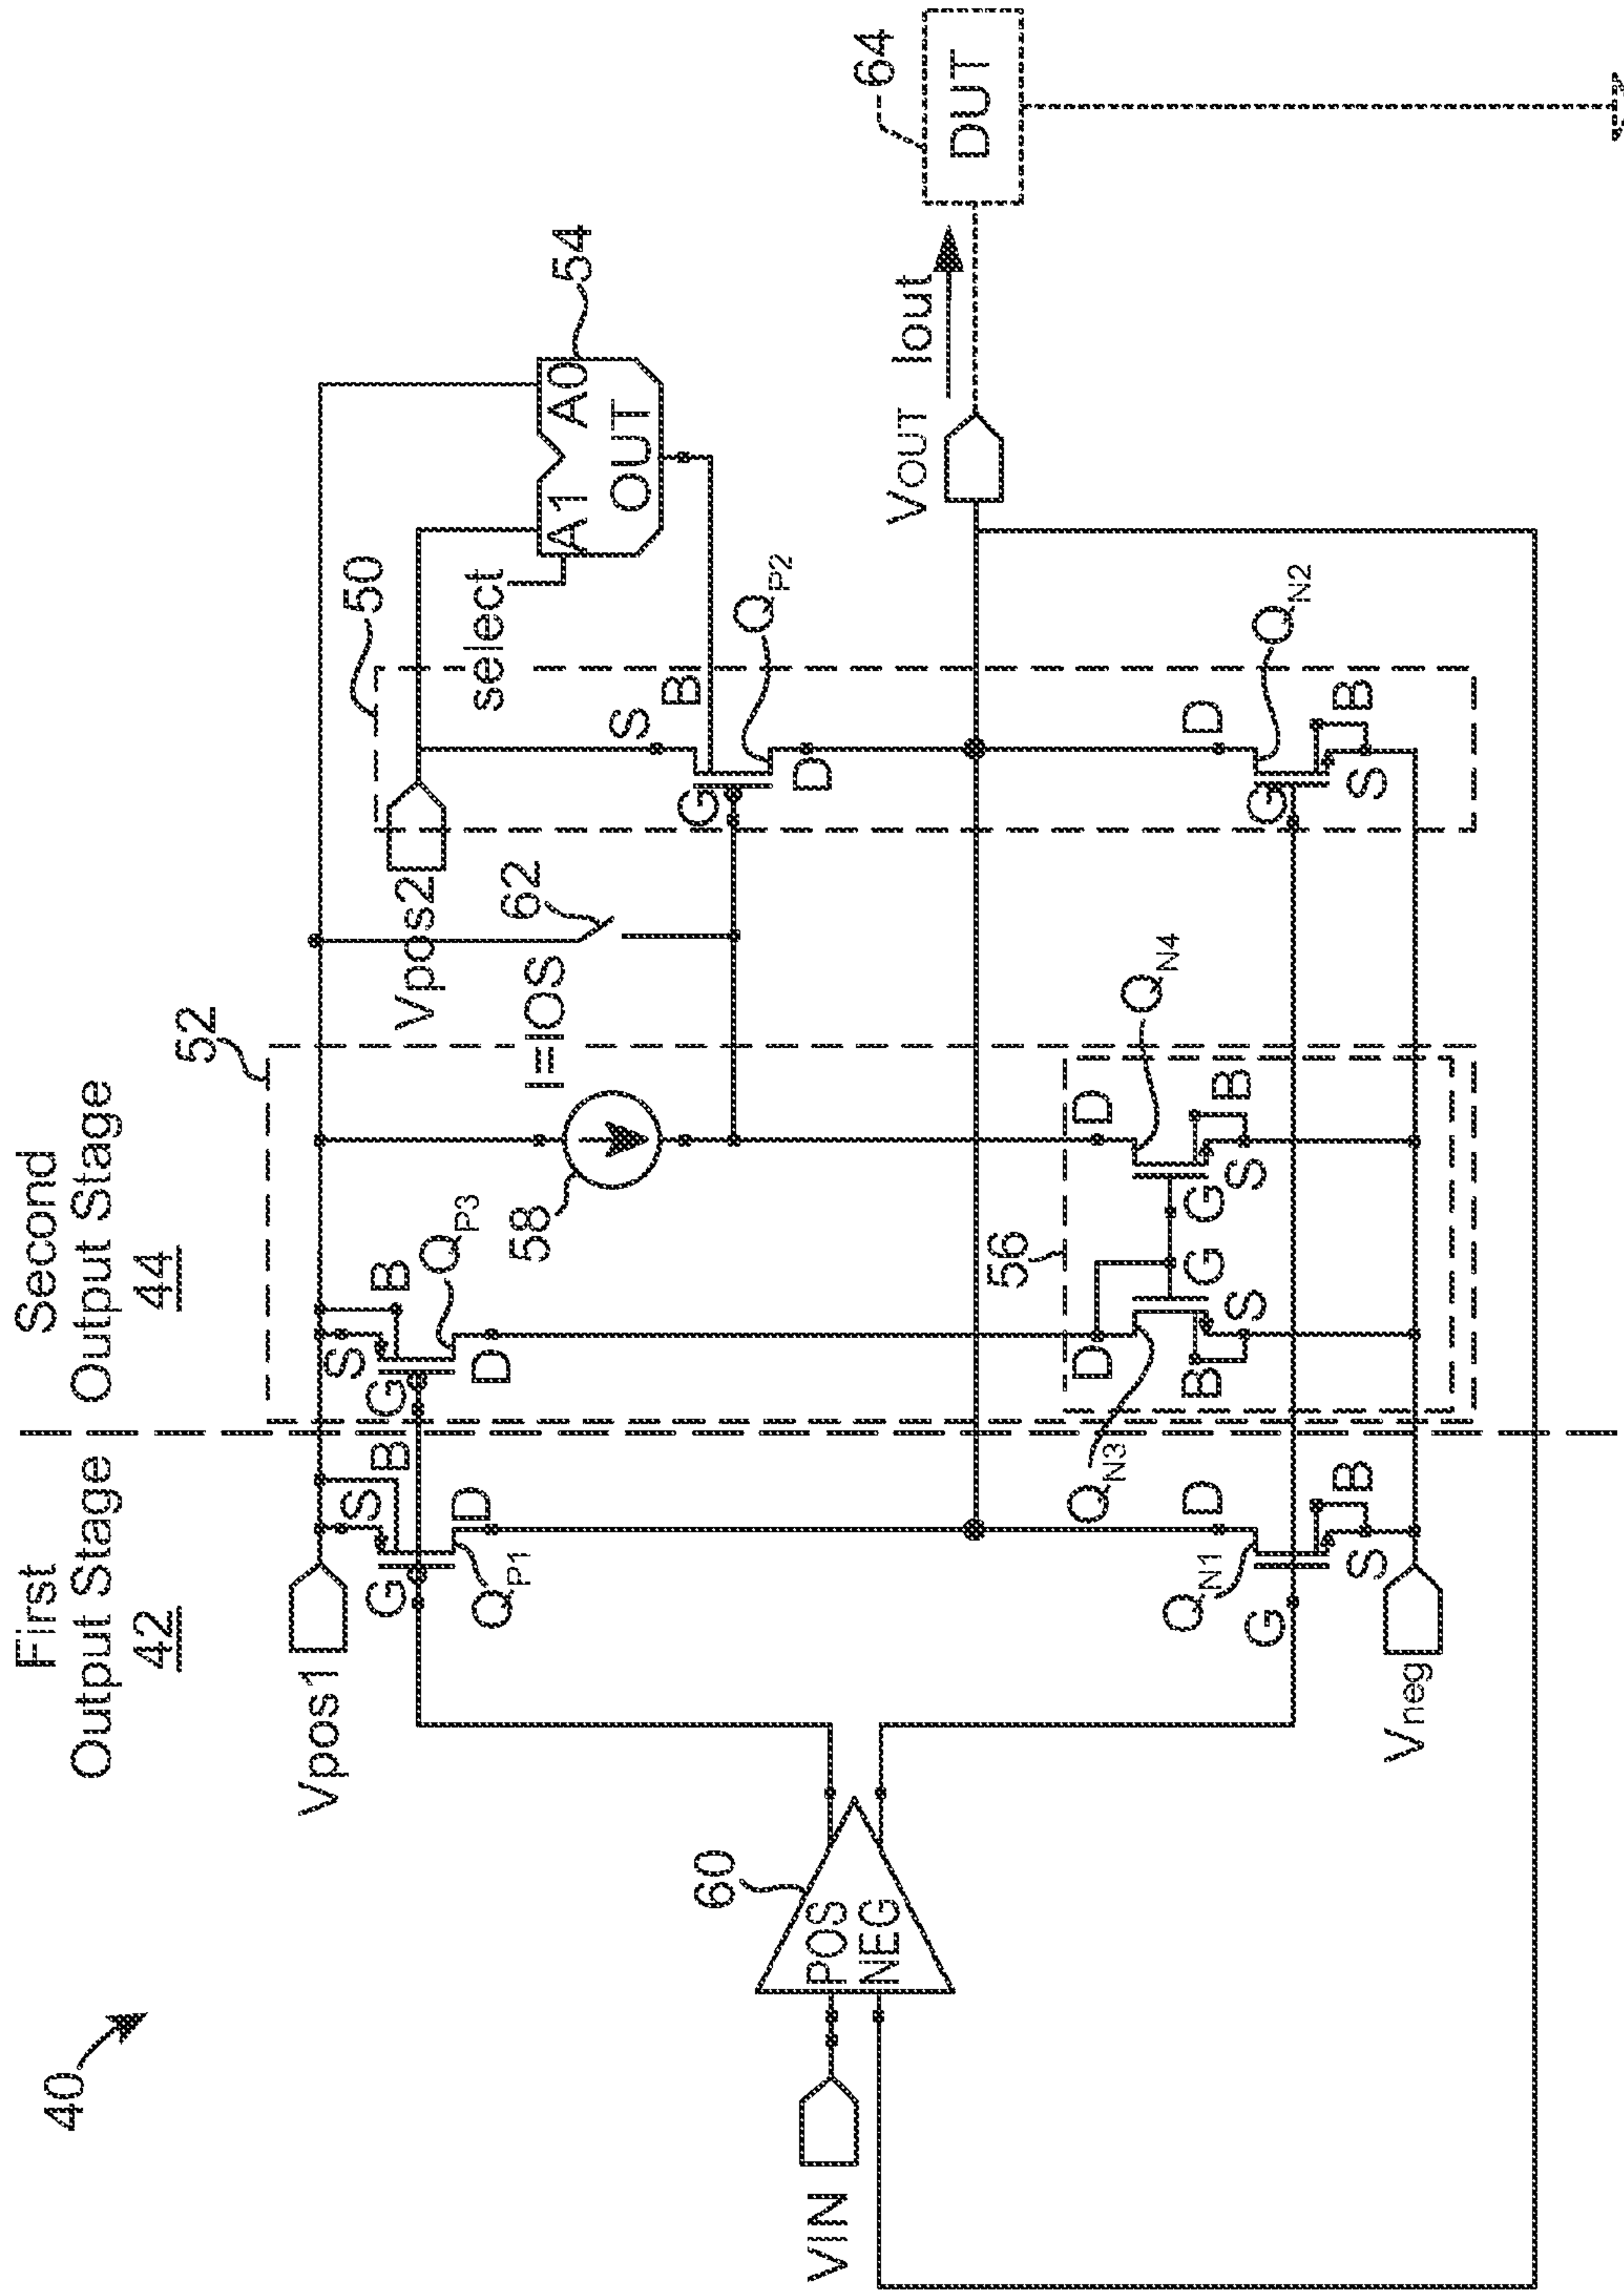 40
First
Output Stage
42
Second
Output Stage
44
52
50
54
64
Vpos1
Vpos2
select
A1 A0
OUT
S
B
G
D
QP1
S
B
G
D
QP3
58
I=IOS
62
S
B
G
D
QP2
VIN
POS
NEG
60
VOUT
Iout
DUT
56
D
G
B
S
QN3
D
G
B
S
QN4
D
G
B
S
QN1
D
G
B
S
QN2
Vneg